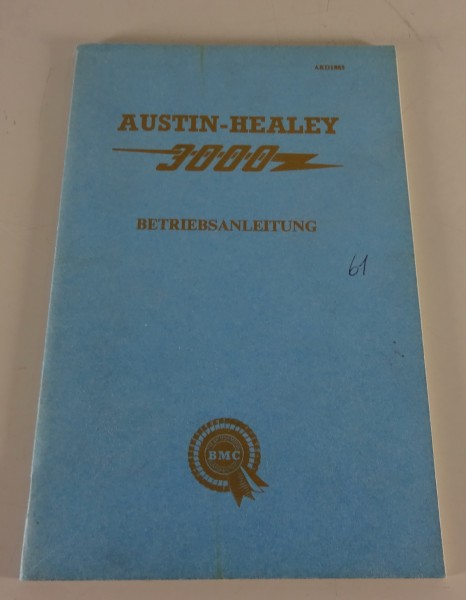 AUSTIN-HEALEY
3000
BETRIEBSANLEITUNG
61
BMC